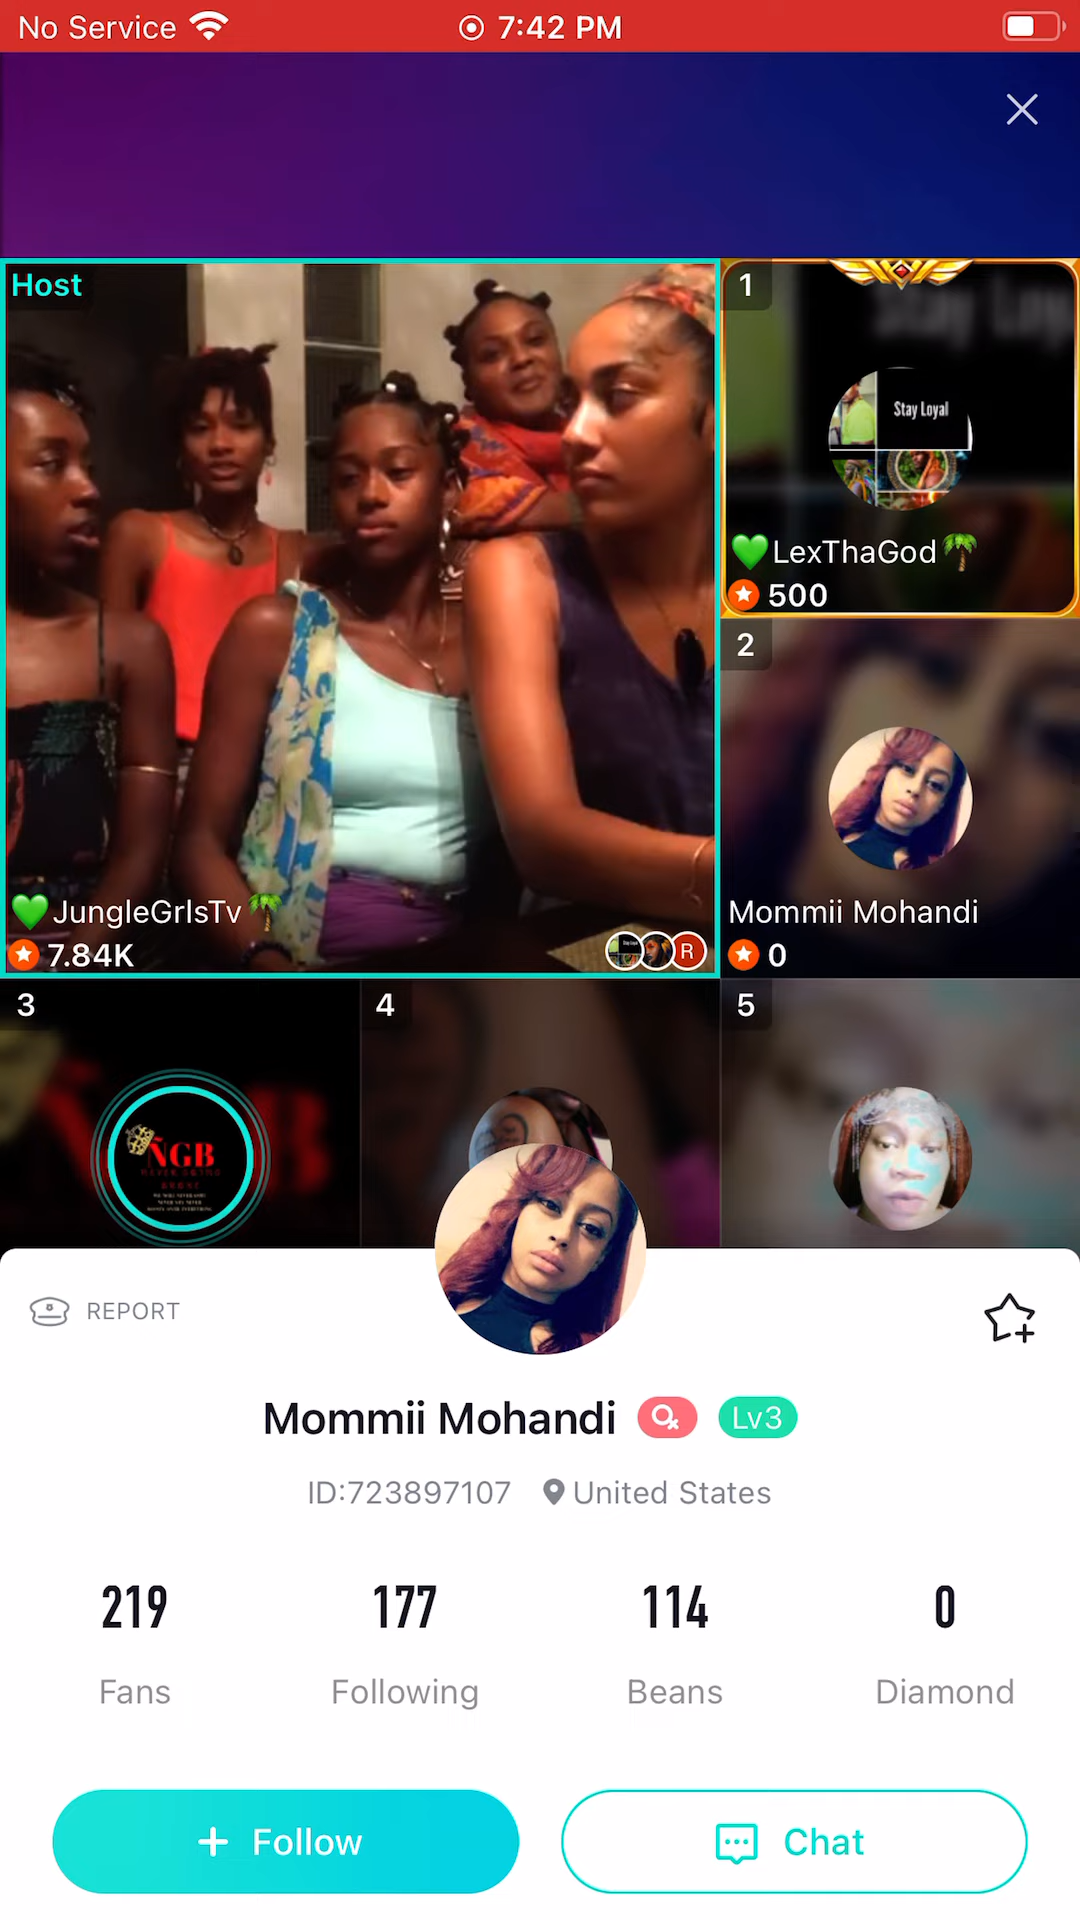 No Service 7:42 PM
Host
1
Stay Loyal
💚LexThaGod🌴
500
2
Mommii Mohandi
0
💚JungleGrlsTv🌴
7.84K
R
3
4
5
NGB
REPORT
Mommii Mohandi Lv3
ID:723897107 United States
219 177 114 0
Fans Following Beans Diamond
+ Follow
Chat